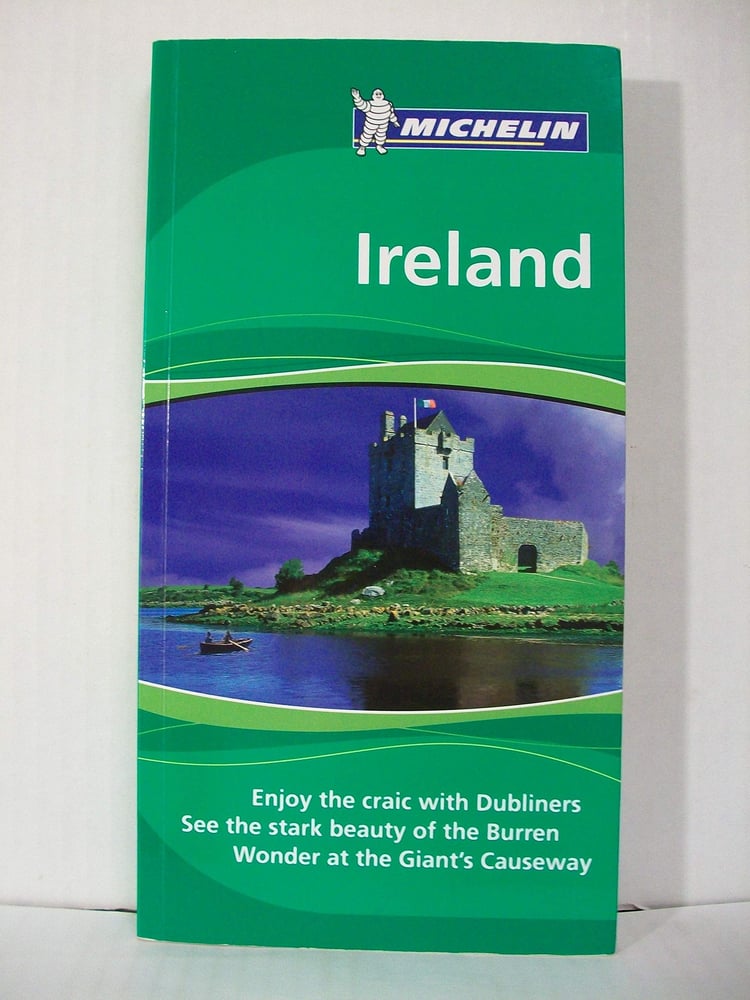 MICHELIN
Ireland
Enjoy the craic with Dubliners
See the stark beauty of the Burren
Wonder at the Giant's Causeway